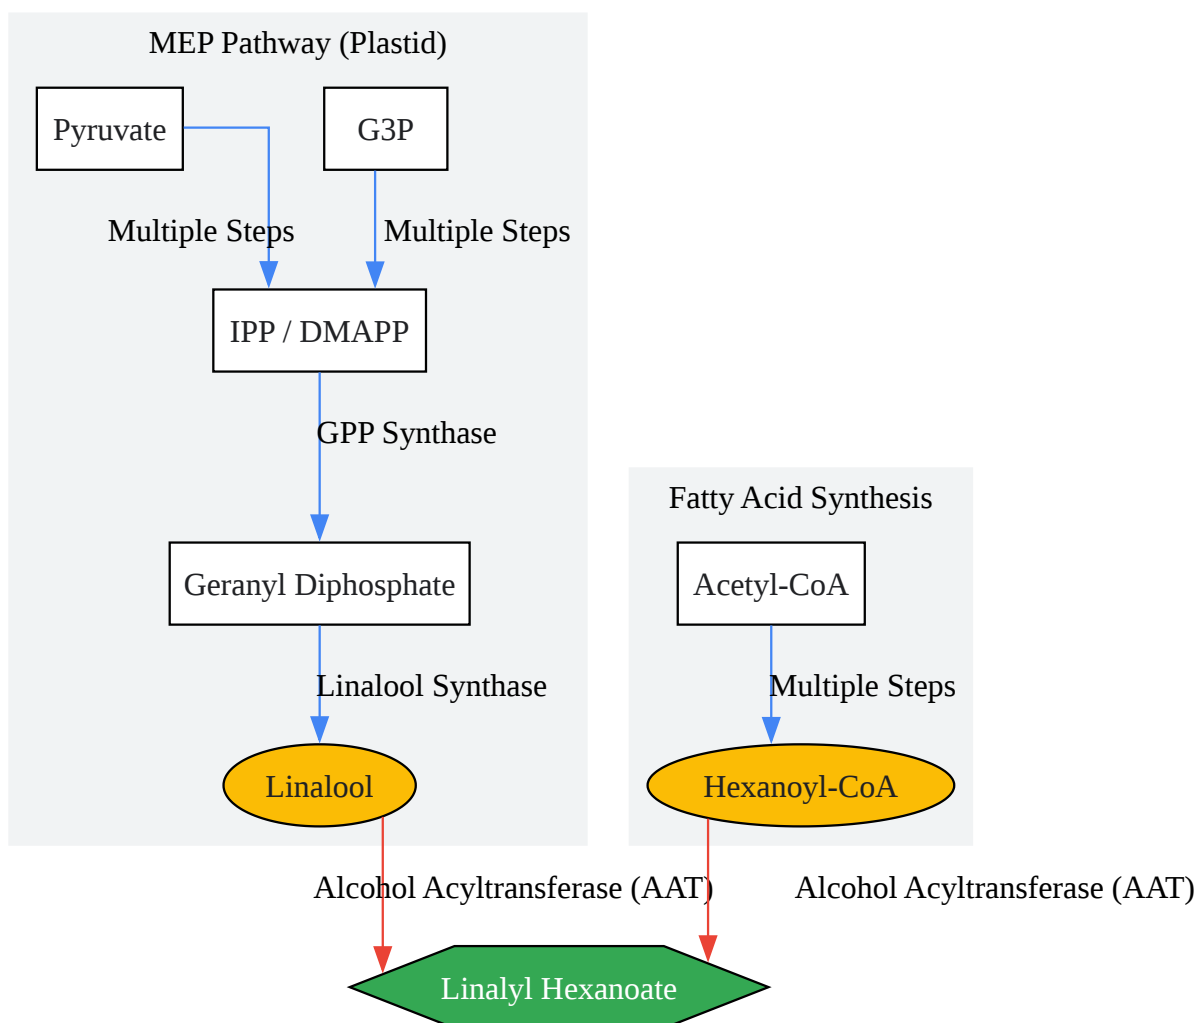 MEP Pathway (Plastid)
Pyruvate
G3P
Multiple Steps
Multiple Steps
IPP / DMAPP
GPP Synthase
Geranyl Diphosphate
Linalool Synthase
Linalool
Fatty Acid Synthesis
Acetyl-CoA
Multiple Steps
Hexanoyl-CoA
Alcohol Acyltransferase (AAT)
Alcohol Acyltransferase (AAT)
Linalyl Hexanoate